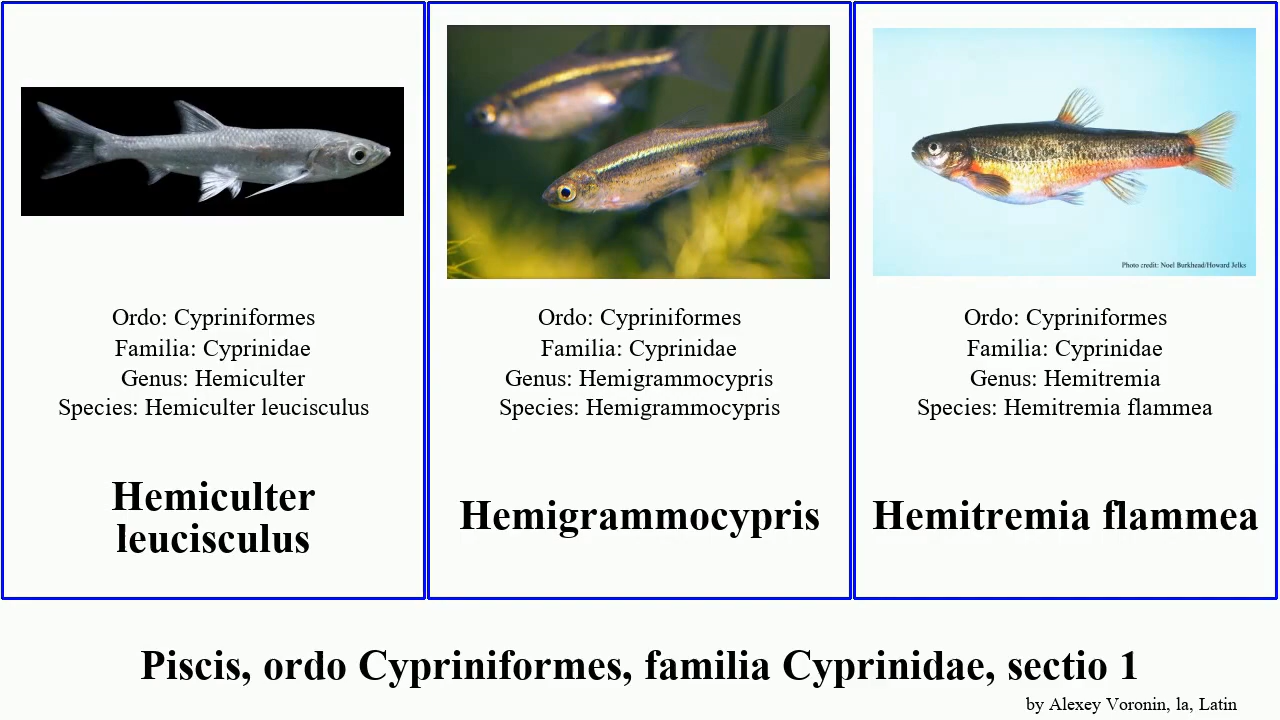 Photo credit: Noel Burkhead/Howard Jelks
Ordo: Cypriniformes
Familia: Cyprinidae
Genus: Hemiculter
Species: Hemiculter leucisculus
Hemiculter
leucisculus
Ordo: Cypriniformes
Familia: Cyprinidae
Genus: Hemigrammocypris
Species: Hemigrammocypris
Hemigrammocypris
Ordo: Cypriniformes
Familia: Cyprinidae
Genus: Hemitremia
Species: Hemitremia flammea
Hemitremia flammea
Piscis, ordo Cypriniformes, familia Cyprinidae, sectio 1
by Alexey Voronin, la, Latin